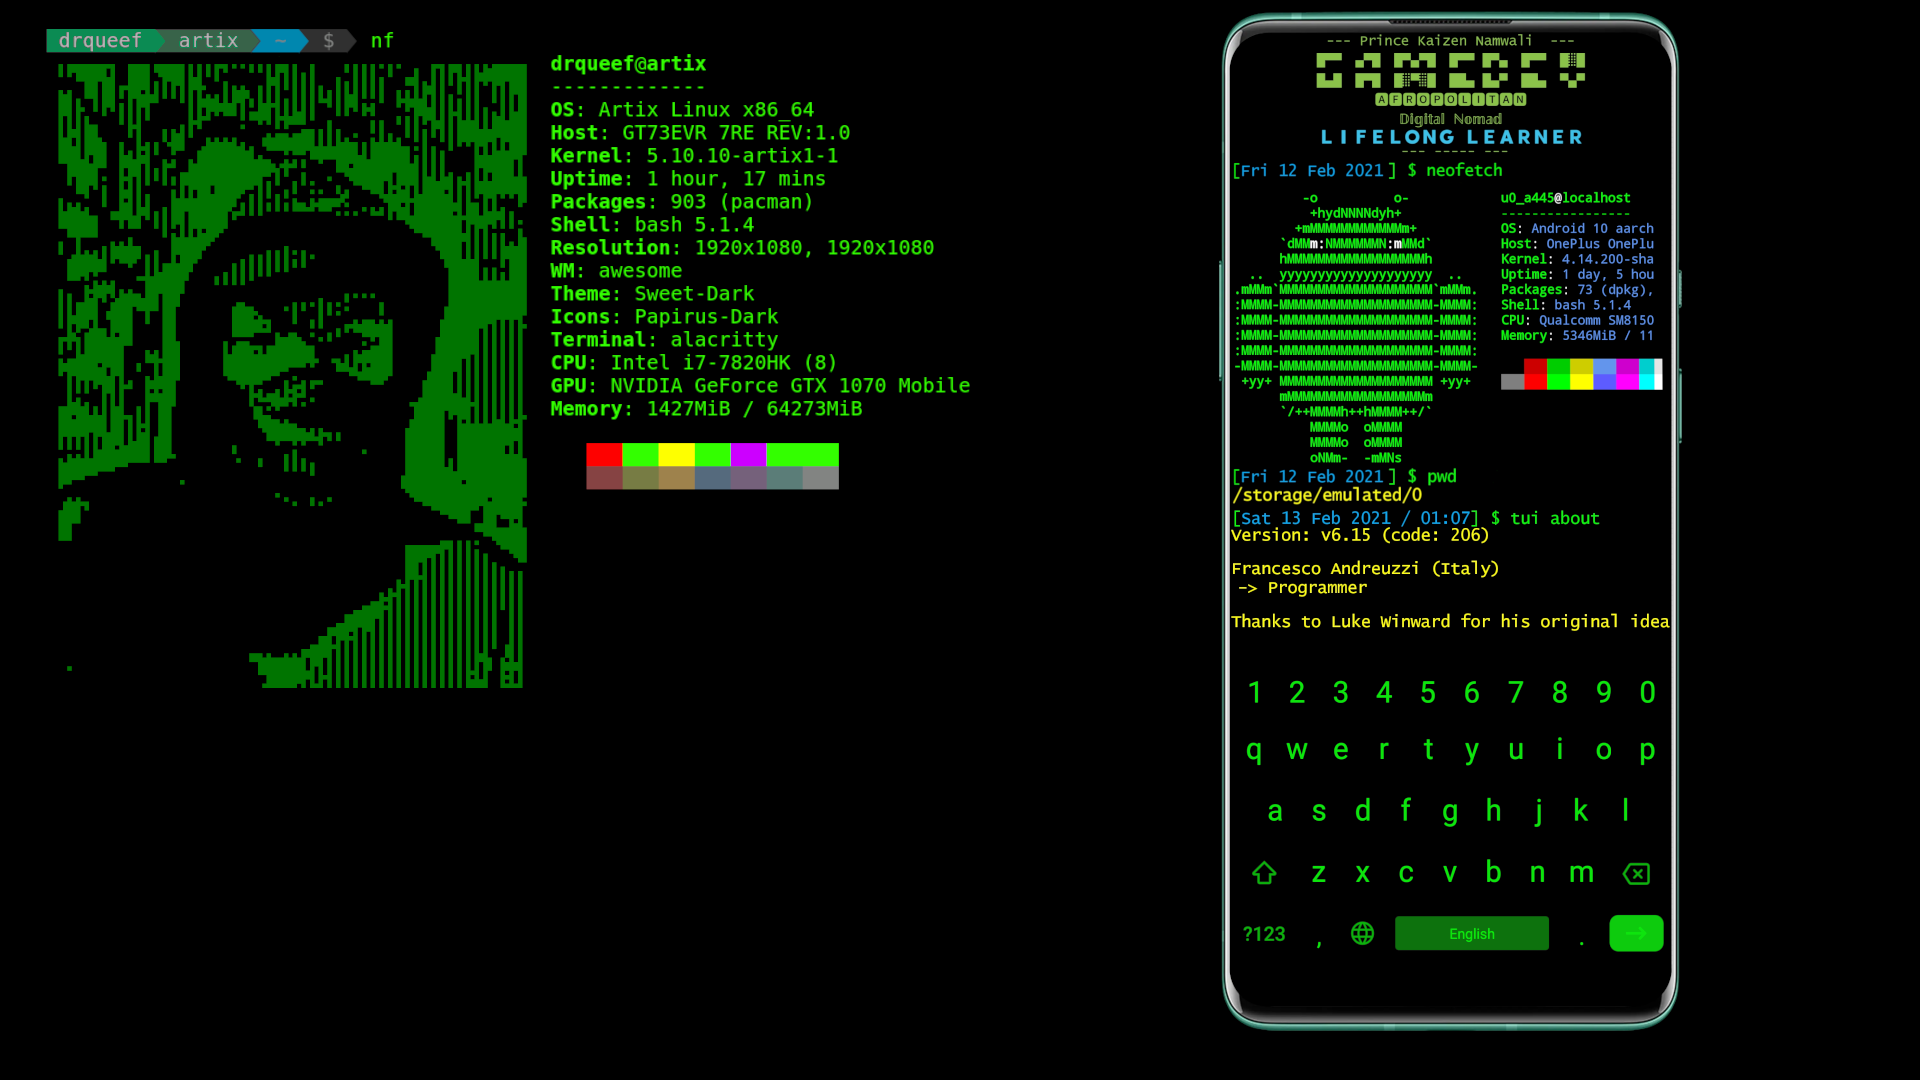 drqueef artix ~ $ nf
drqueef@artix
-------------
OS: Artix Linux x86_64
Host: GT73EVR 7RE REV:1.0
Kernel: 5.10.10-artix1-1
Uptime: 1 hour, 17 mins
Packages: 903 (pacman)
Shell: bash 5.1.4
Resolution: 1920x1080, 1920x1080
WM: awesome
Theme: Sweet-Dark
Icons: Papirus-Dark
Terminal: alacritty
CPU: Intel i7-7820HK (8)
GPU: NVIDIA GeForce GTX 1070 Mobile
Memory: 1427MiB / 64273MiB
--- Prince Kaizen Namwali ---
AFROPOLITAN
Digital Nomad
LIFELONG LEARNER
--- ----- ---
[Fri 12 Feb 2021 ] $ neofetch
u0_a445@localhost
-----------------
OS: Android 10 aarch
Host: OnePlus OnePlu
Kernel: 4.14.200-sha
Uptime: 1 day, 5 hou
Packages: 73 (dpkg),
Shell: bash 5.1.4
CPU: Qualcomm SM8150
Memory: 5346MiB / 11
[Fri 12 Feb 2021 ] $ pwd
/storage/emulated/0
[Sat 13 Feb 2021 / 01:07] $ tui about
Version: v6.15 (code: 206)
Francesco Andreuzzi (Italy)
-> Programmer
Thanks to Luke Winward for his original idea
1 2 3 4 5 6 7 8 9 0
q w e r t y u i o p
a s d f g h j k l
z x c v b n m
?123 , English .